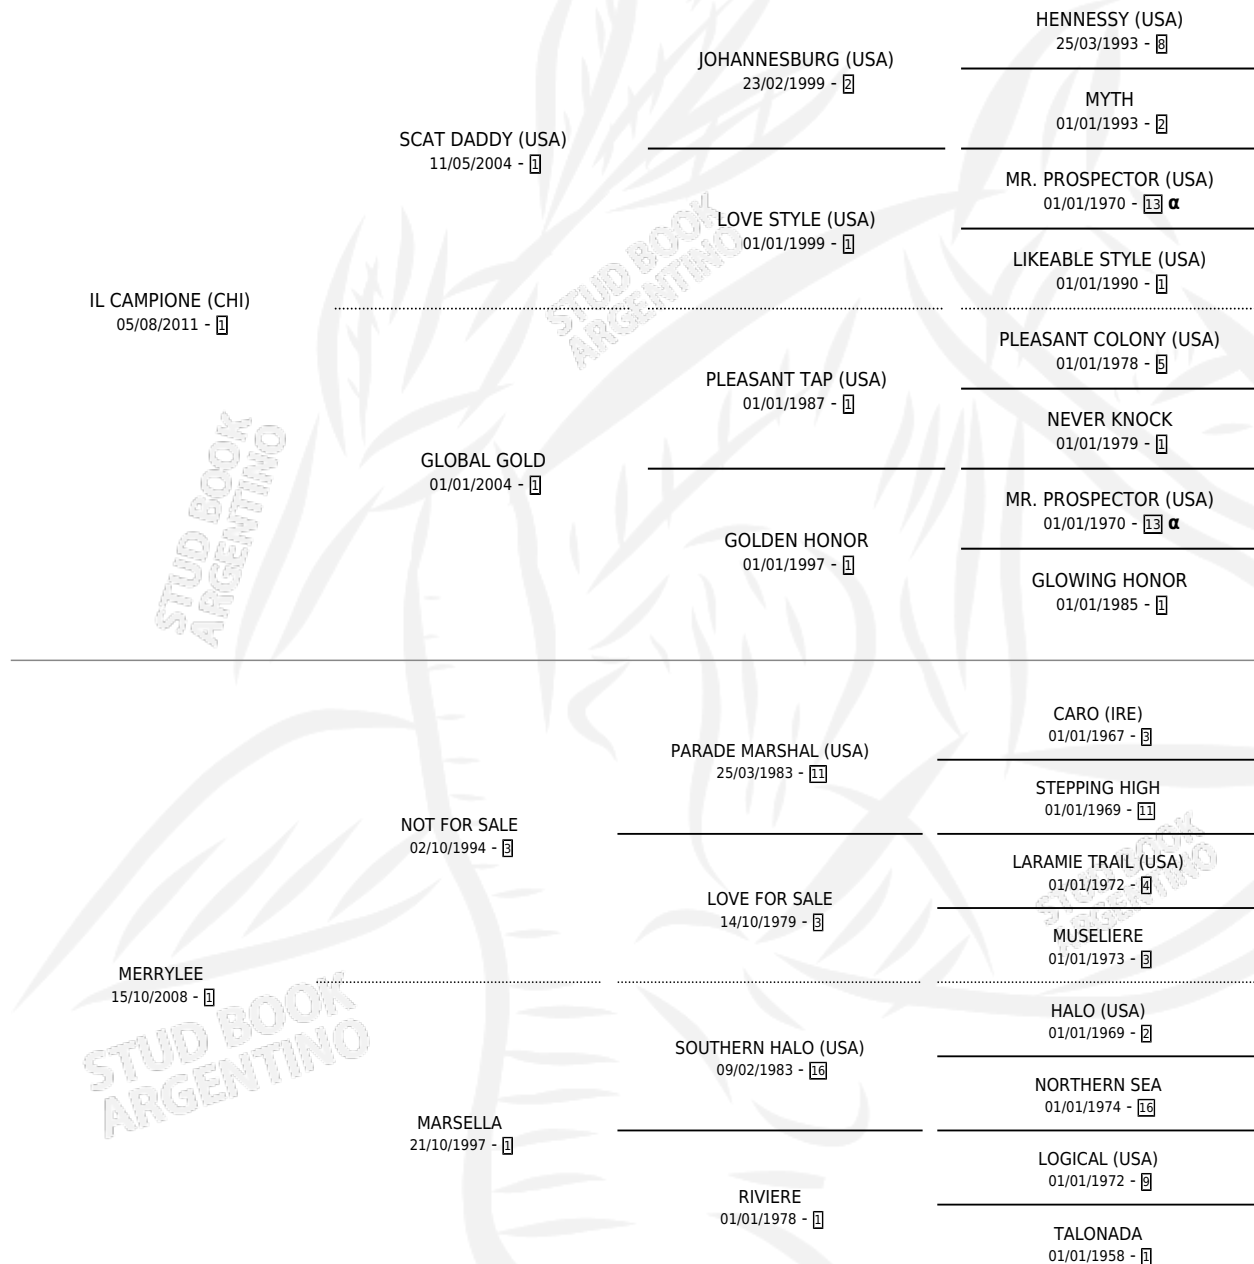 HENNESSY (USA)
25/03/1993 - 8
JOHANNESBURG (USA)
23/02/1999 - 2
MYTH
01/01/1993 - 2
SCAT DADDY (USA)
11/05/2004 - 1
MR. PROSPECTOR (USA)
01/01/1970 - 13 α
LOVE STYLE (USA)
01/01/1999 - 1
LIKEABLE STYLE (USA)
01/01/1990 - 1
IL CAMPIONE (CHI)
05/08/2011 - 1
PLEASANT COLONY (USA)
01/01/1978 - 5
PLEASANT TAP (USA)
01/01/1987 - 1
NEVER KNOCK
01/01/1979 - 1
GLOBAL GOLD
01/01/2004 - 1
MR. PROSPECTOR (USA)
01/01/1970 - 13 α
GOLDEN HONOR
01/01/1997 - 1
GLOWING HONOR
01/01/1985 - 1
CARO (IRE)
01/01/1967 - 3
PARADE MARSHAL (USA)
25/03/1983 - 11
STEPPING HIGH
01/01/1969 - 11
NOT FOR SALE
02/10/1994 - 3
LARAMIE TRAIL (USA)
01/01/1972 - 4
LOVE FOR SALE
14/10/1979 - 3
MUSELIERE
01/01/1973 - 3
MERRYLEE
15/10/2008 - 1
HALO (USA)
01/01/1969 - 2
SOUTHERN HALO (USA)
09/02/1983 - 16
NORTHERN SEA
01/01/1974 - 16
MARSELLA
21/10/1997 - 1
LOGICAL (USA)
01/01/1972 - 9
RIVIERE
01/01/1978 - 1
TALONADA
01/01/1958 - 1
STUD BOOK
ARGENTINO
STUD BOOK
ARGENTINO
STUD BOOK
ARGENTINO
STUD BOOK
ARGENTINO